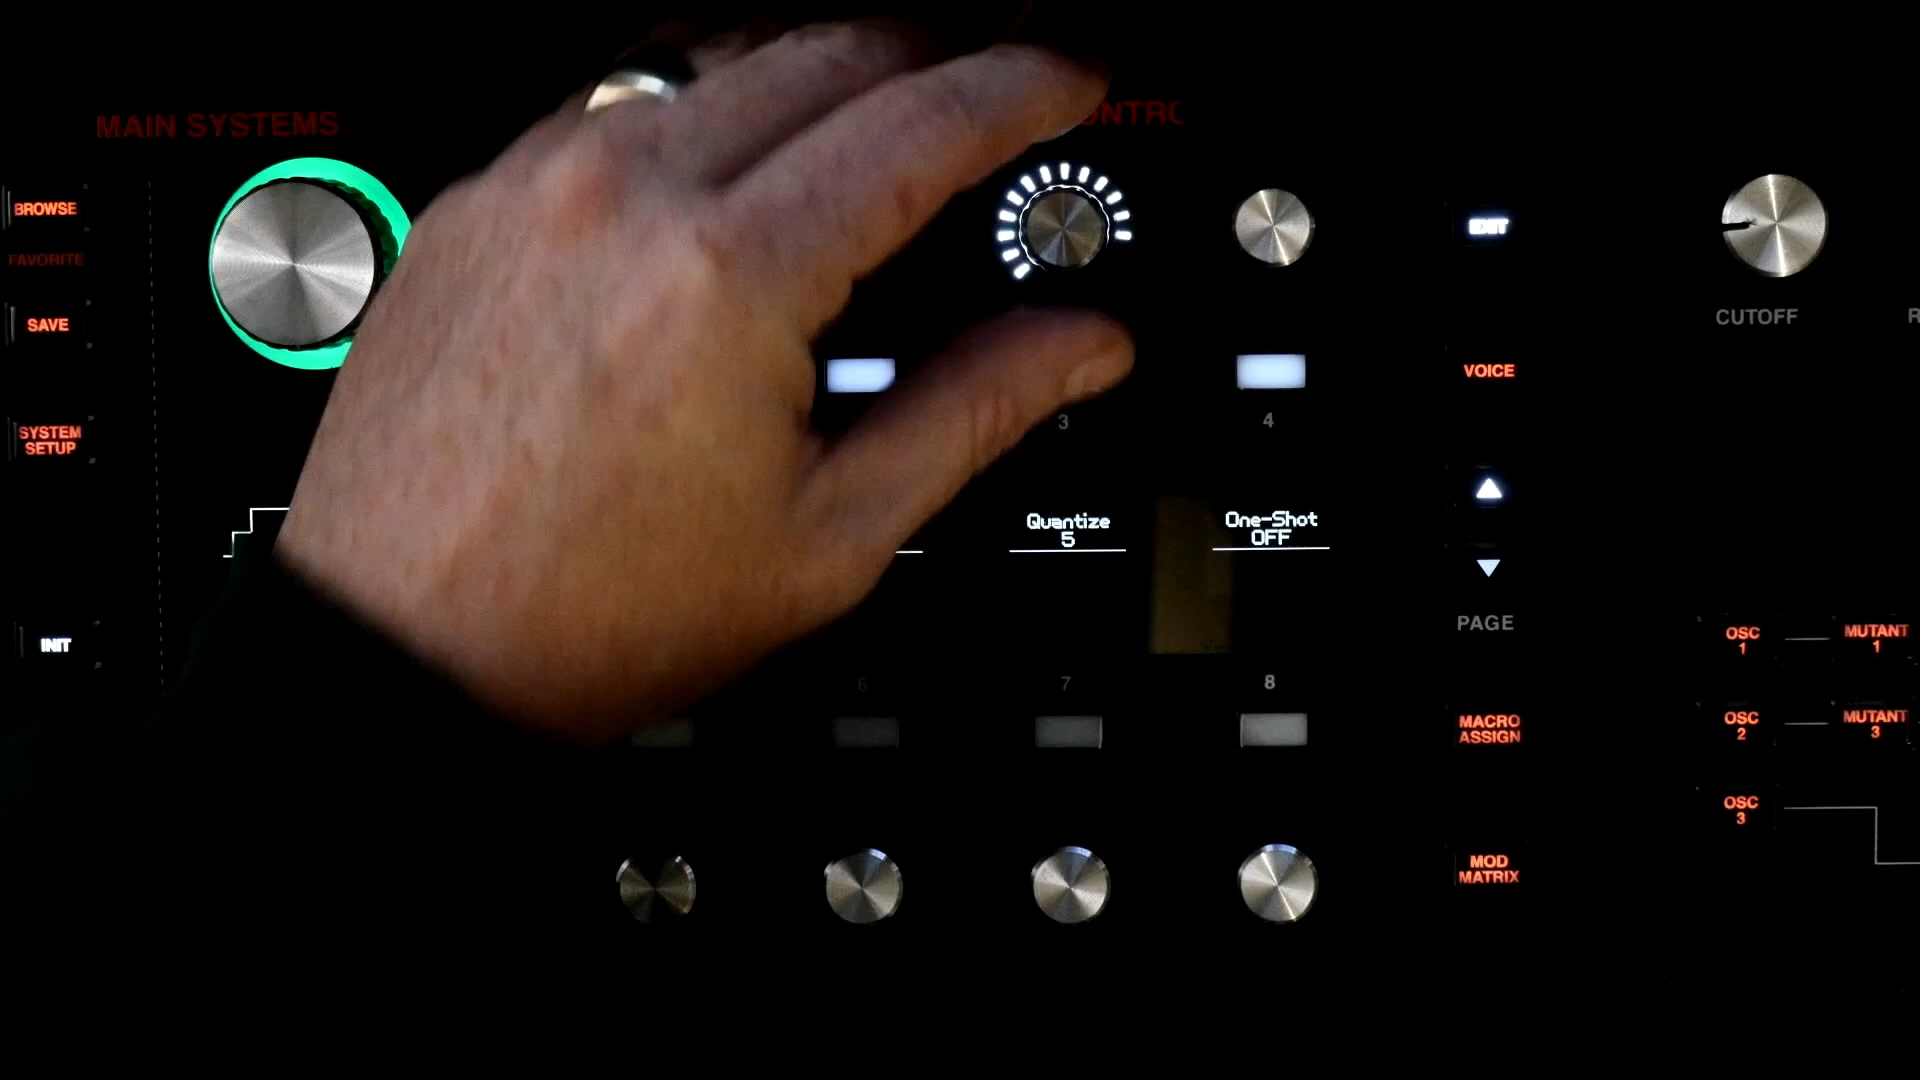 MAIN SYSTEMS
BROWSE
FAVORITE
SAVE
SYSTEM
SETUP
INIT
EXIT
CUTOFF
VOICE
3
4
Quantize
5
One-Shot
OFF
PAGE
6
7
8
MACRO
ASSIGN
MOD
MATRIX
OSC
1
MUTANT
1
OSC
2
MUTANT
3
OSC
3